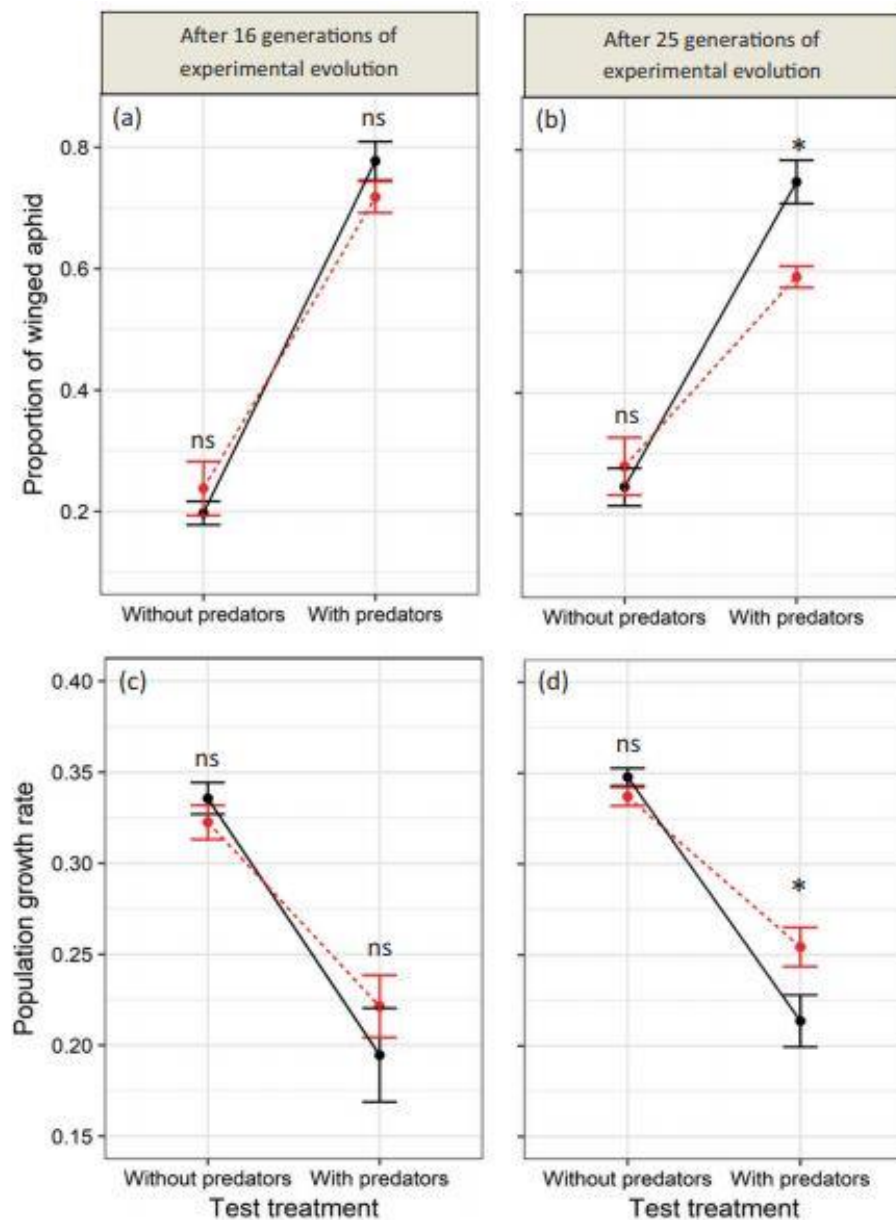 After 16 generations of
experimental evolution
After 25 generations of
experimental evolution
(a)
ns
0.8
0.6
0.4
0.2
ns
Proportion of winged aphid
Without predators
With predators
(b)
*
ns
Without predators
With predators
(c)
0.40
0.35
0.30
0.25
0.20
0.15
ns
ns
Population growth rate
Without predators
With predators
Test treatment
(d)
ns
*
Without predators
With predators
Test treatment